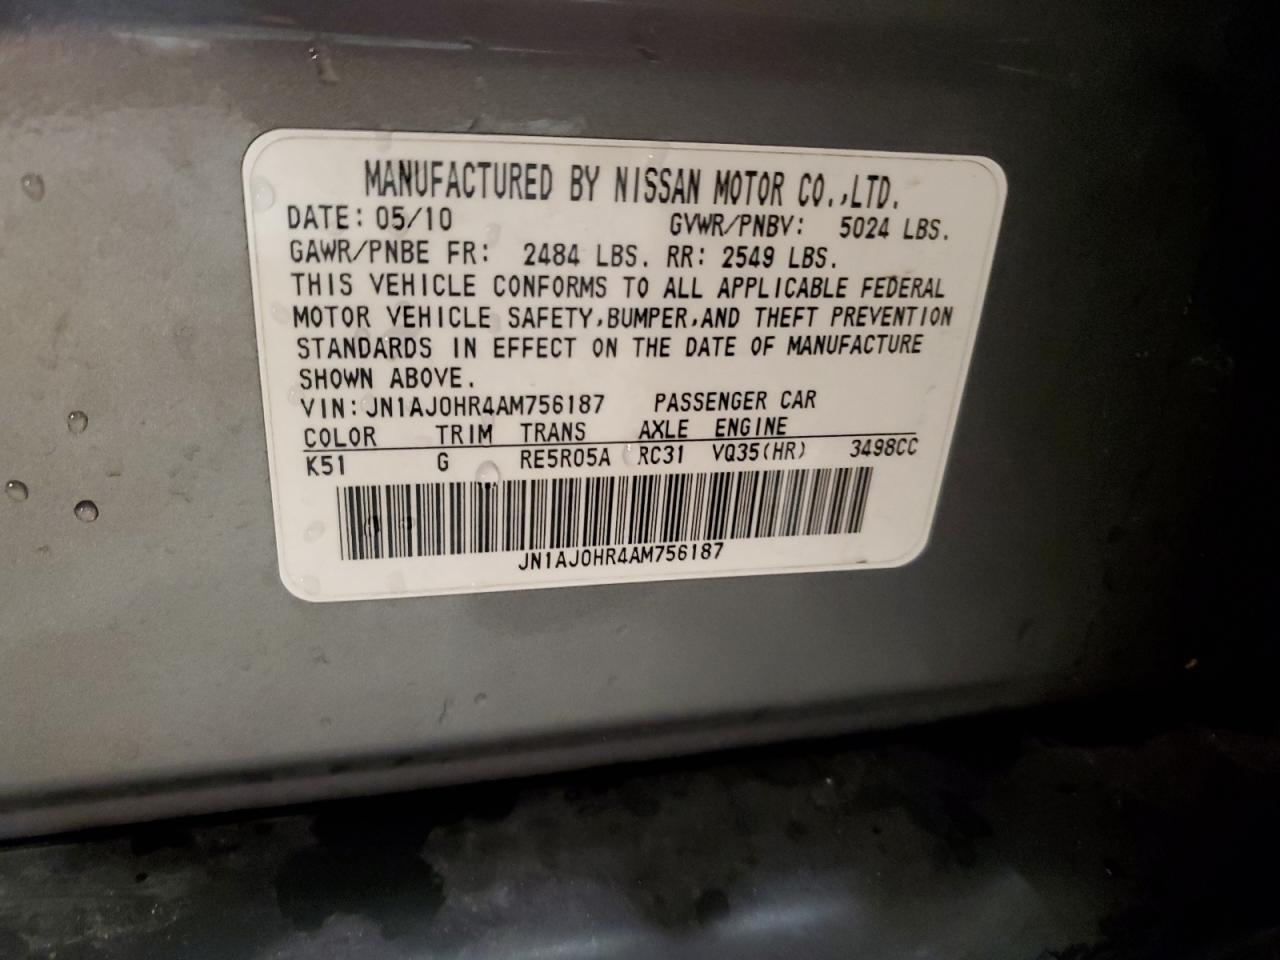 MANUFACTURED BY NISSAN MOTOR CO.,LTD.
DATE: 05/10 GVWR/PNBV: 5024 LBS.
GAWR/PNBE FR: 2484 LBS. RR: 2549 LBS.
THIS VEHICLE CONFORMS TO ALL APPLICABLE FEDERAL
MOTOR VEHICLE SAFETY,BUMPER,AND THEFT PREVENTION
STANDARDS IN EFFECT ON THE DATE OF MANUFACTURE
SHOWN ABOVE.
VIN:JN1AJ0HR4AM756187 PASSENGER CAR
COLOR TRIM TRANS AXLE ENGINE
K51 G RE5R05A RC31 VQ35(HR) 3498CC
JN1AJ0HR4AM756187